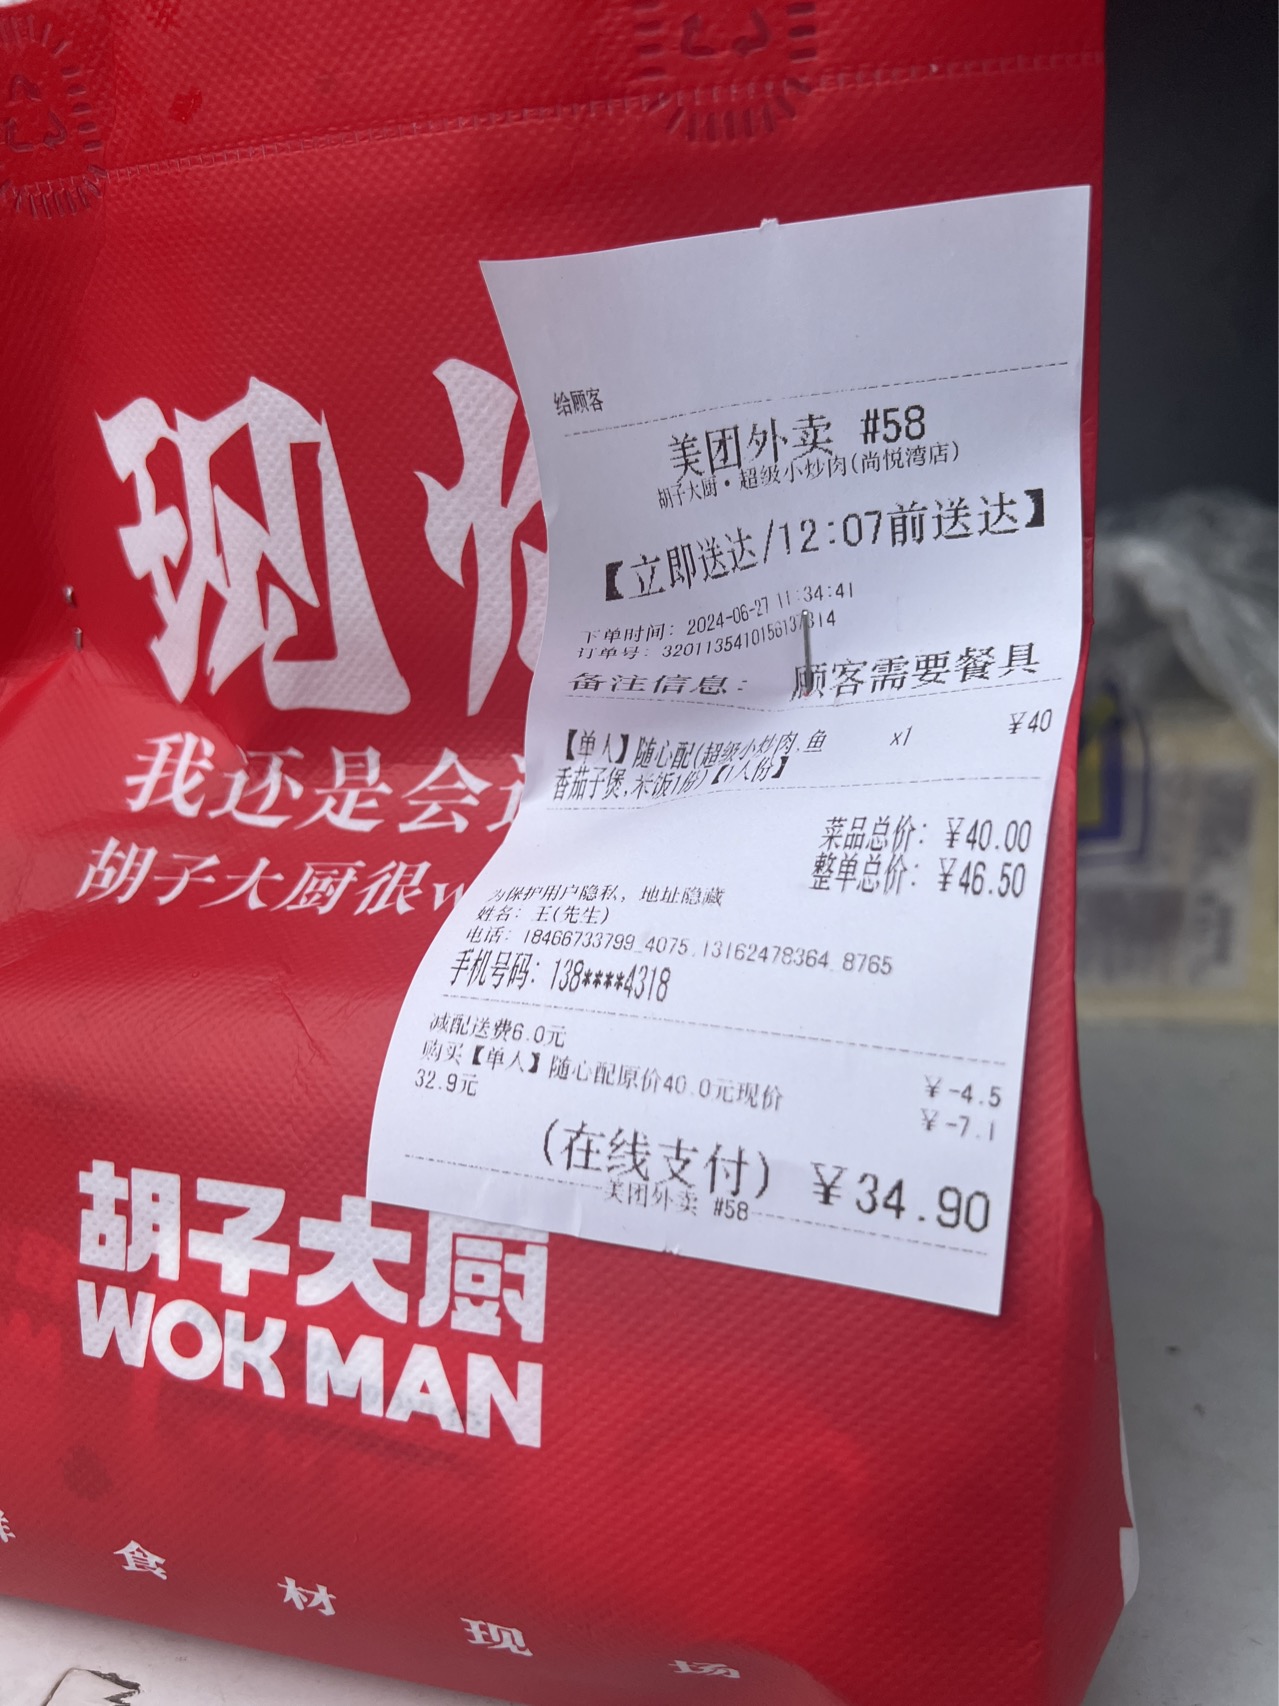 给顾客
美团外卖 #58
胡子大厨·超级小炒肉(尚悦湾店)
【立即送达/12:07前送达】
下单时间: 2024-06-27 11:34:41
订单号: 3201135410156137314
备注信息: 顾客需要餐具
【单人】随心配(超级小炒肉,鱼 x1 ￥40
香茄子煲,米饭1份)【1人份】
菜品总价: ￥40.00
整单总价: ￥46.50
为保护用户隐私, 地址隐藏
姓名: 王(先生)
电话: 18466733799_4075,13162478364_8765
手机号码: 138****4318
减配送费6.0元 ￥-4.5
购买【单人】随心配原价40.0元现价 ￥-7.1
32.9元
(在线支付) ￥34.90
美团外卖 #58
现
我还是会
胡子大厨很w
胡子大厨
WOK MAN
食材现场